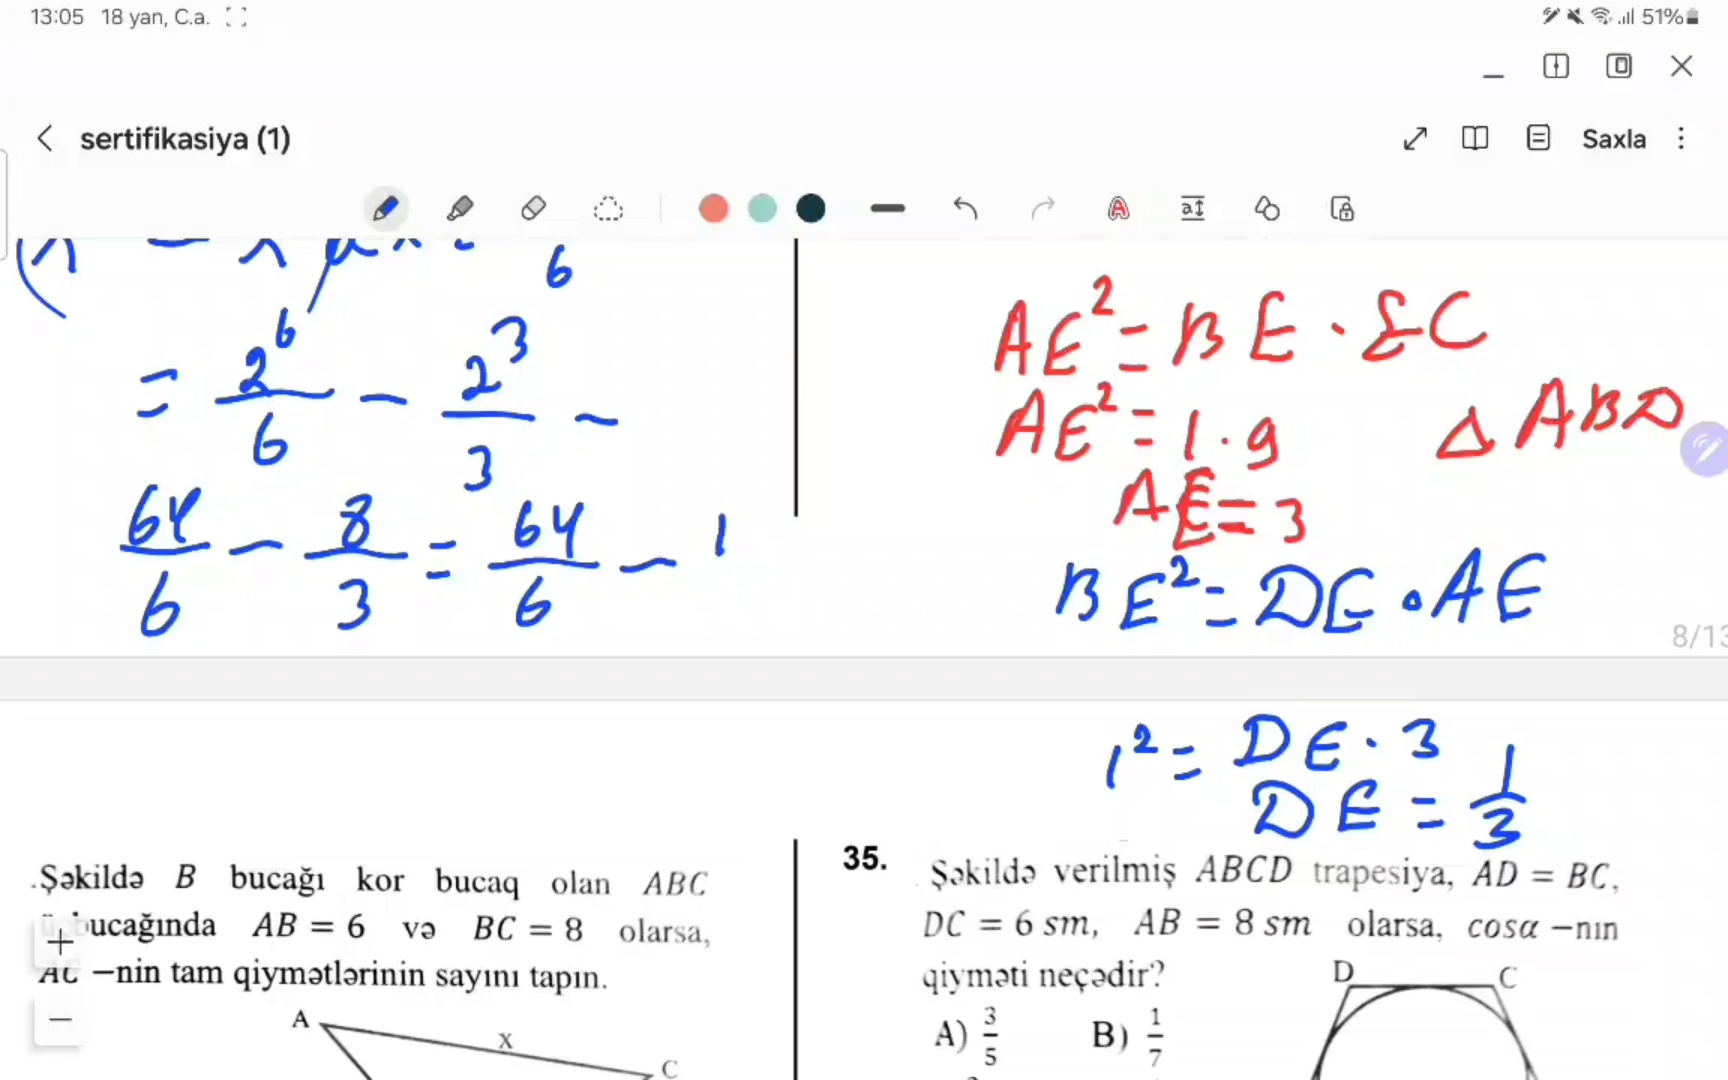 13:05 18 yan, C.a.
51%
sertifikasiya (1)
Saxla
6
= 2^6/6 - 2^3/3 -
64/6 - 8/3 = 64/6 - 1
AE² = BE · EC
AE² = 1 · 9
△ ABD
AE = 3
BE² = DE · AE
8/13
1² = DE · 3
DE = 1/3
Şəkildə B bucağı kor bucaq olan ABC
bucağında AB = 6 və BC = 8 olarsa,
AC –nin tam qiymətlərinin sayını tapın.
A
x
C
35.
Şəkildə verilmiş ABCD trapesiya, AD = BC,
DC = 6 sm, AB = 8 sm olarsa, cosα –nın
qiyməti neçədir?
A) 3/5 B) 1/7
D C